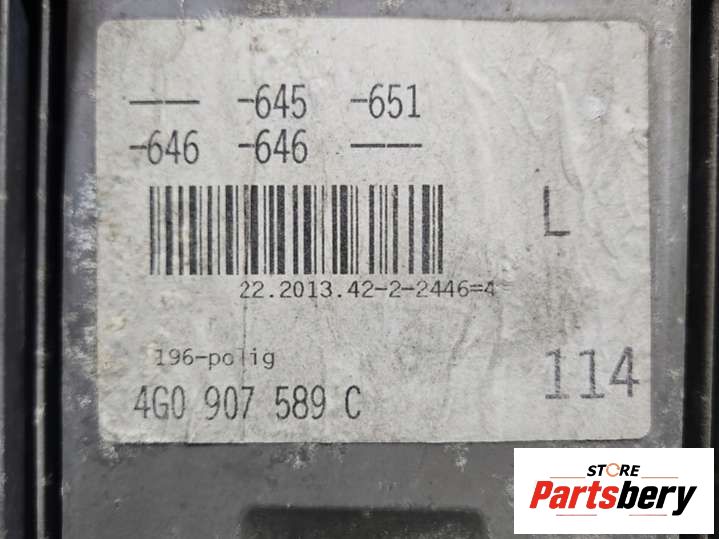 —— -645 -651
-646 -646 ——
L
22.2013.42-2-2446=4
196-polig
114
4G0 907 589 C
STORE
Partsbery